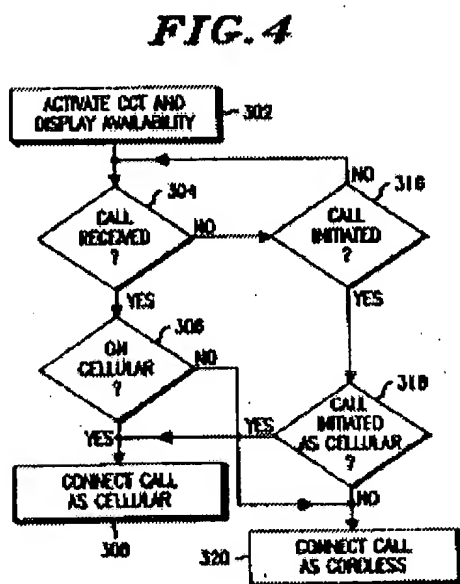 FIG. 4
ACTIVATE CCT AND
DISPLAY AVAILABILITY
302
304
CALL
RECEIVED
?
NO
YES
316
NO
CALL
INITIATED
?
YES
306
ON
CELLULAR
?
NO
YES
318
CALL
INITIATED
AS CELLULAR
?
YES
NO
CONNECT CALL
AS CELLULAR
308
320
CONNECT CALL
AS CORDLESS